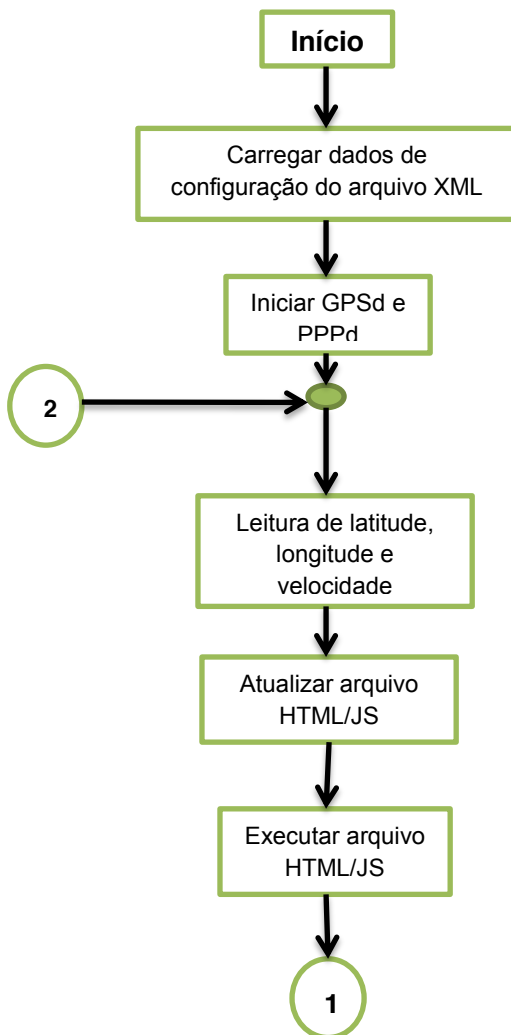 Início
Carregar dados de
configuração do arquivo XML
Iniciar GPSd e
PPPd
2
Leitura de latitude,
longitude e
velocidade
Atualizar arquivo
HTML/JS
Executar arquivo
HTML/JS
1